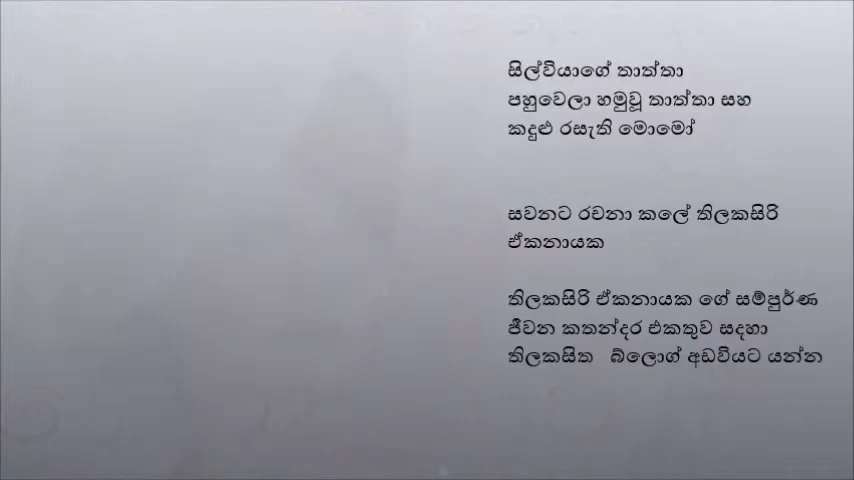 සිල්වියාගේ තාත්තා
පහුවෙලා හමුවූ තාත්තා සහ
කදුළු රසැති මොමෝ
සවනට රචනා කලේ තිලකසිරි
ඒකනායක
තිලකසිරි ඒකනායක ගේ සම්පුර්ණ
ජීවන කතන්දර එකතුව සදහා
තිලකසිත බ්ලොග් අඩවියට යන්න